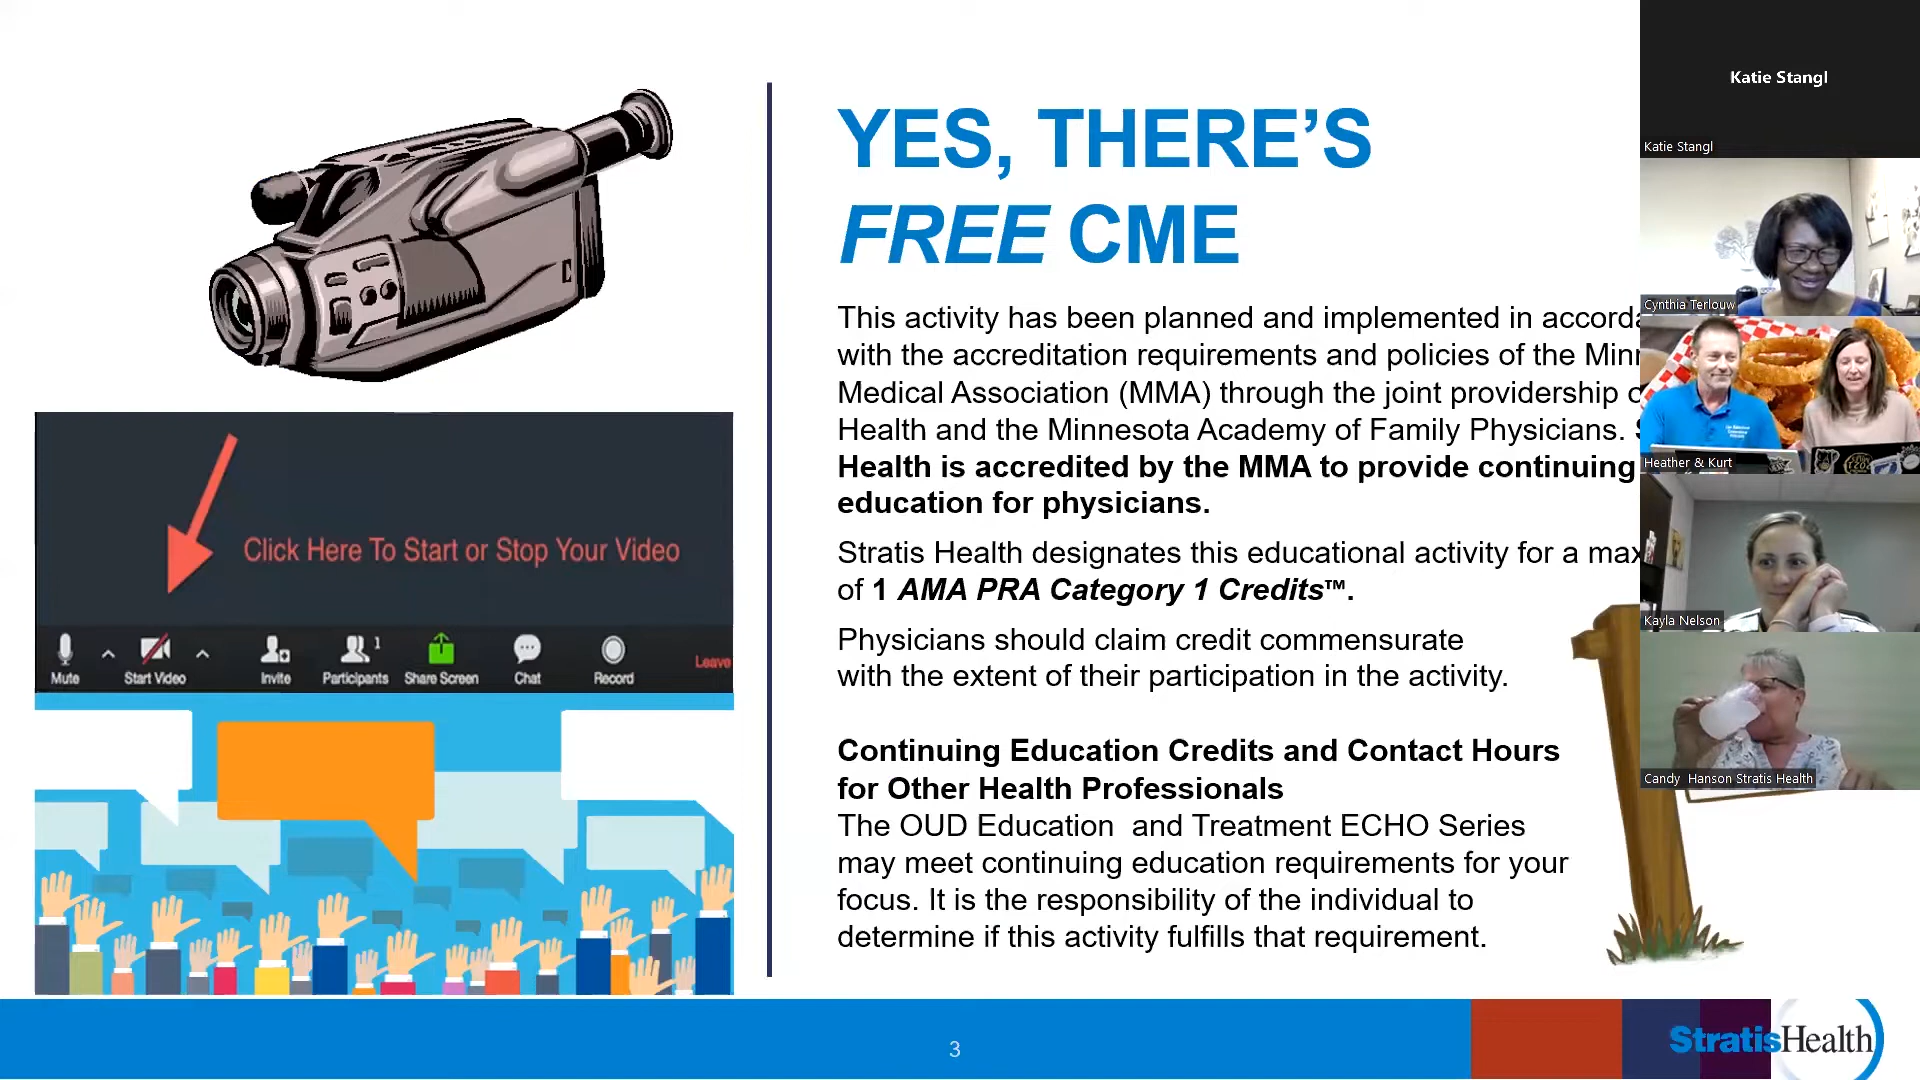 YES, THERE’S
FREE CME
This activity has been planned and implemented in
with the accreditation requirements and policies of the
Medical Association (MMA) through the joint providership
Health and the Minnesota Academy of Family Physicians.
Health is accredited by the MMA to provide continuing
education for physicians.
Stratis Health designates this educational activity for a
of 1 AMA PRA Category 1 Credits™.
Physicians should claim credit commensurate
with the extent of their participation in the activity.
Continuing Education Credits and Contact Hours
for Other Health Professionals
The OUD Education and Treatment ECHO Series
may meet continuing education requirements for your
focus. It is the responsibility of the individual to
determine if this activity fulfills that requirement.
Click Here To Start or Stop Your Video
1
Mute
Start Video
Invite
Participants
Share Screen
Chat
Record
Leave
3
StratisHealth
Katie Stangl
Katie Stangl
Cynthia Terlouw
Heather & Kurt
Kayla Nelson
Candy Hanson Stratis Health